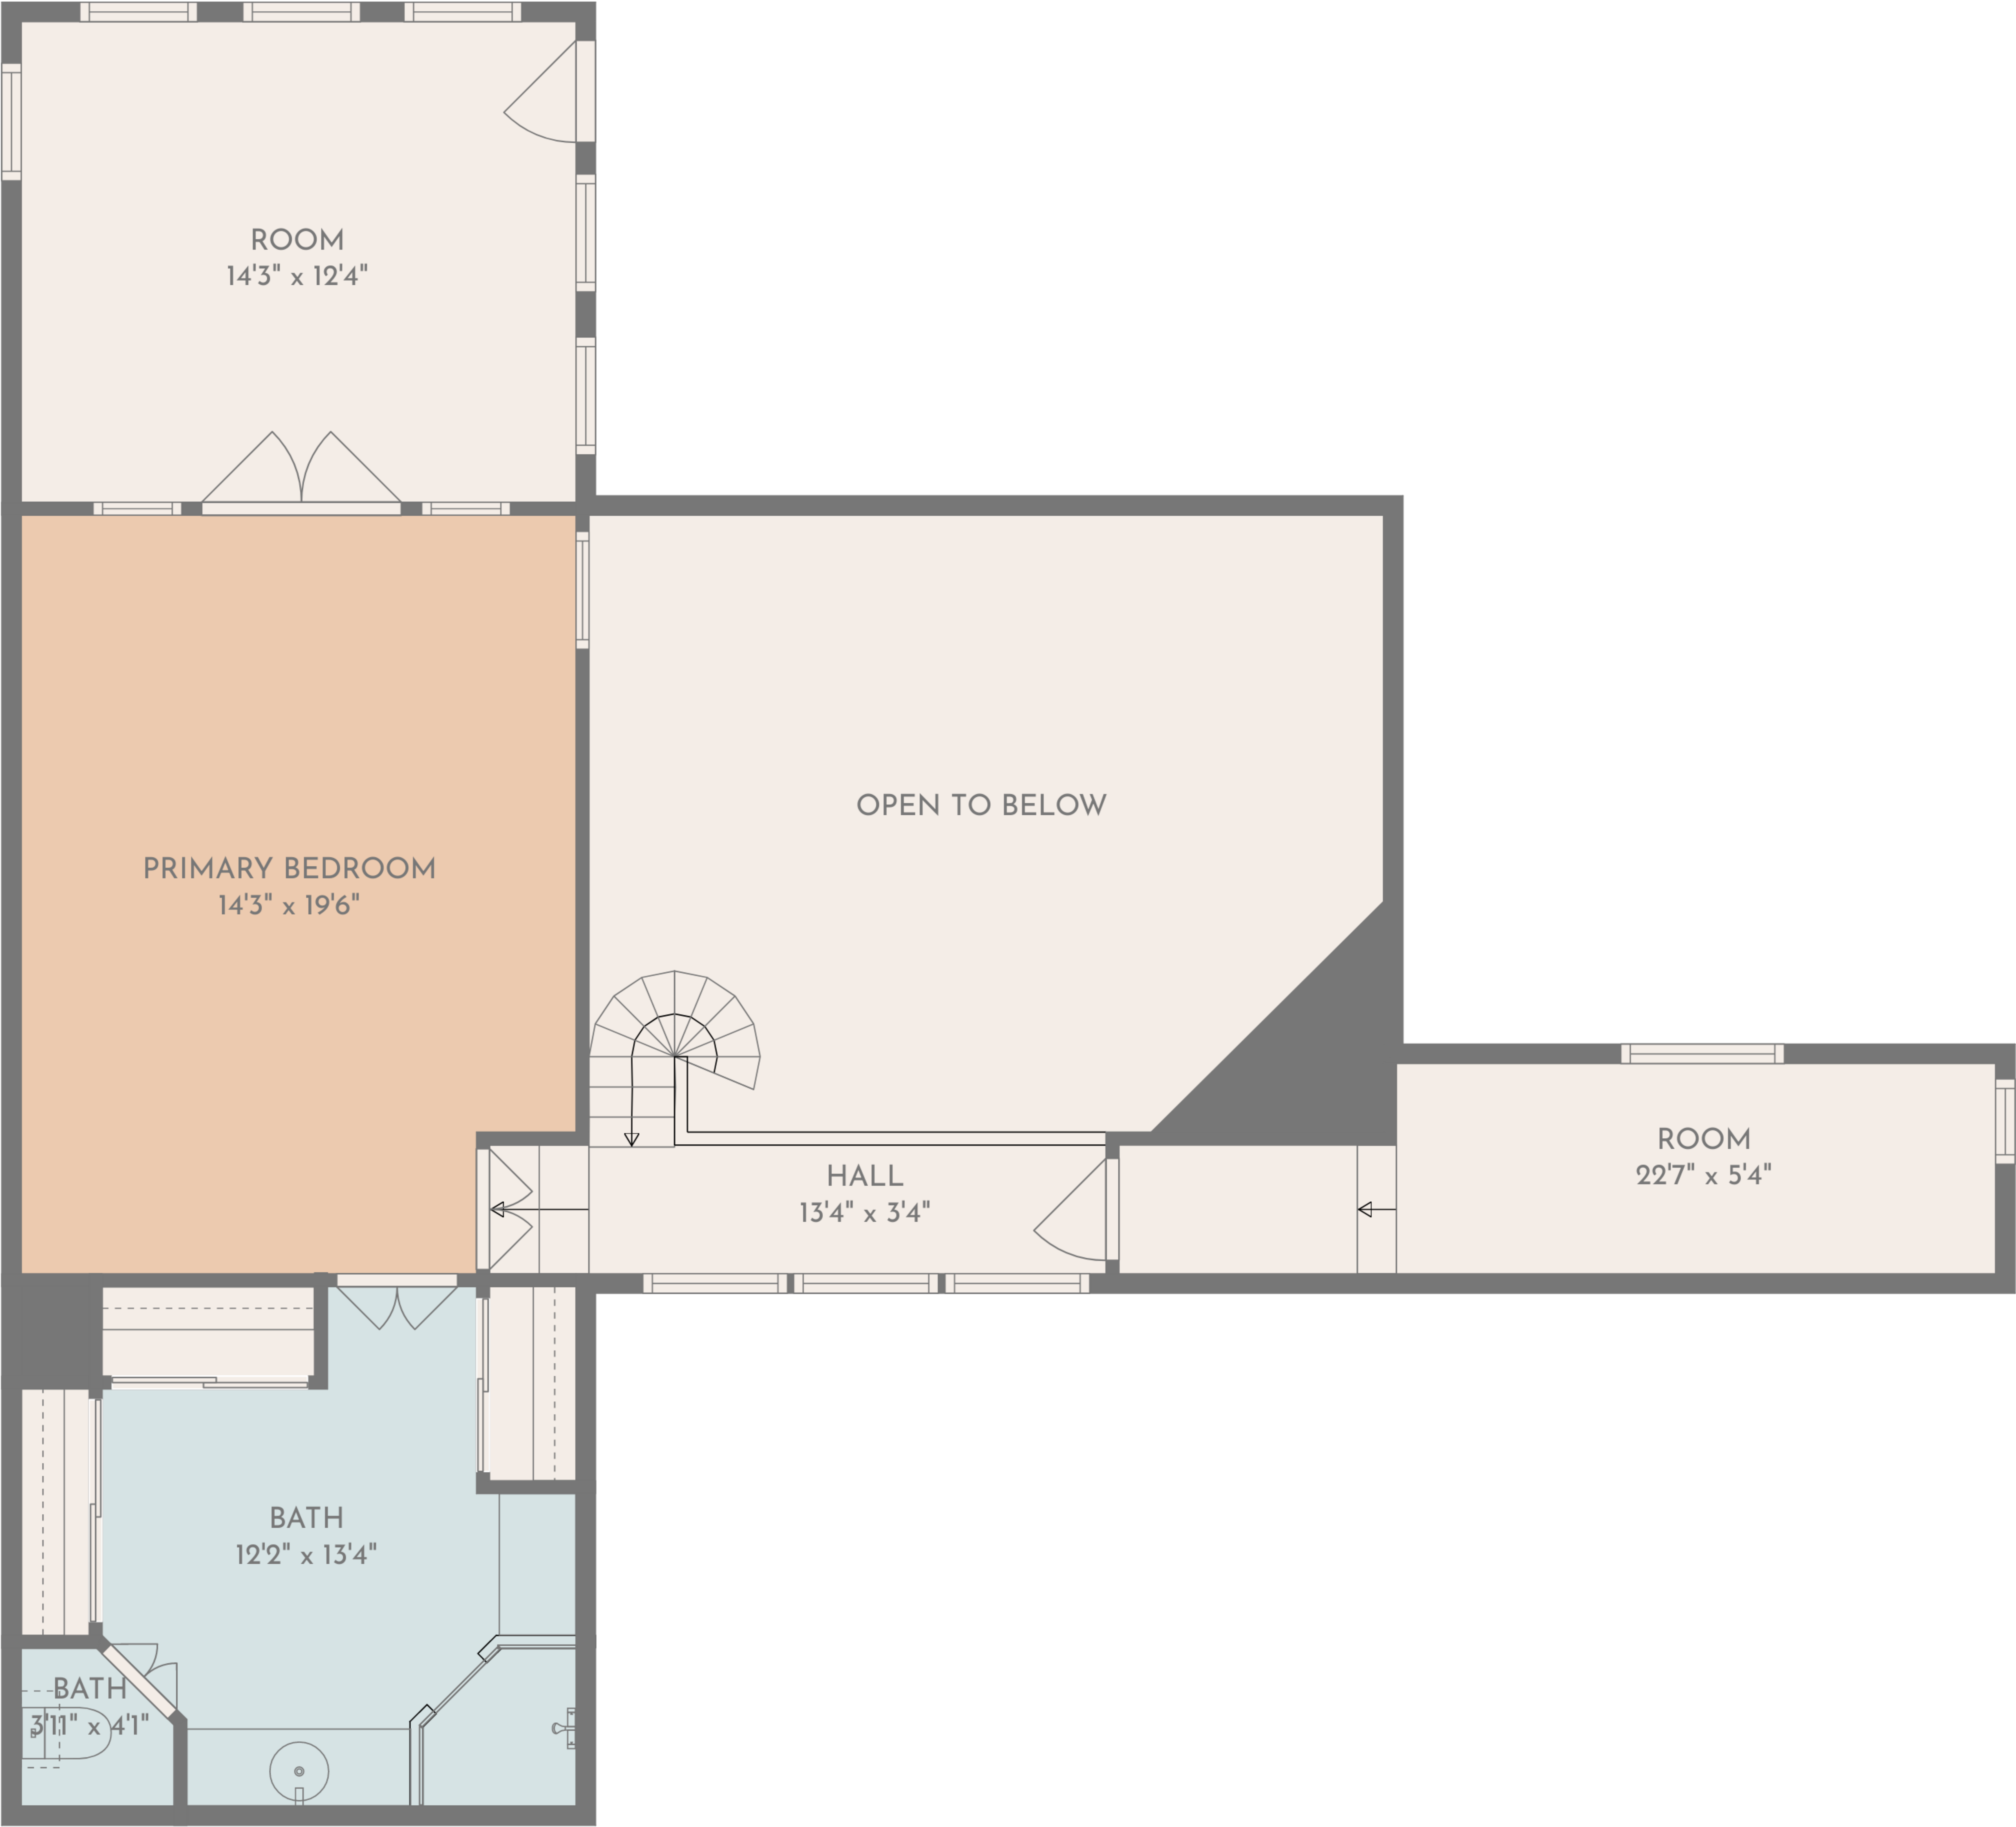 ROOM
14'3" x 12'4"
OPEN TO BELOW
PRIMARY BEDROOM
14'3" x 19'6"
ROOM
22'7" x 5'4"
HALL
13'4" x 3'4"
BATH
12'2" x 13'4"
BATH
3'11" x 4'1"